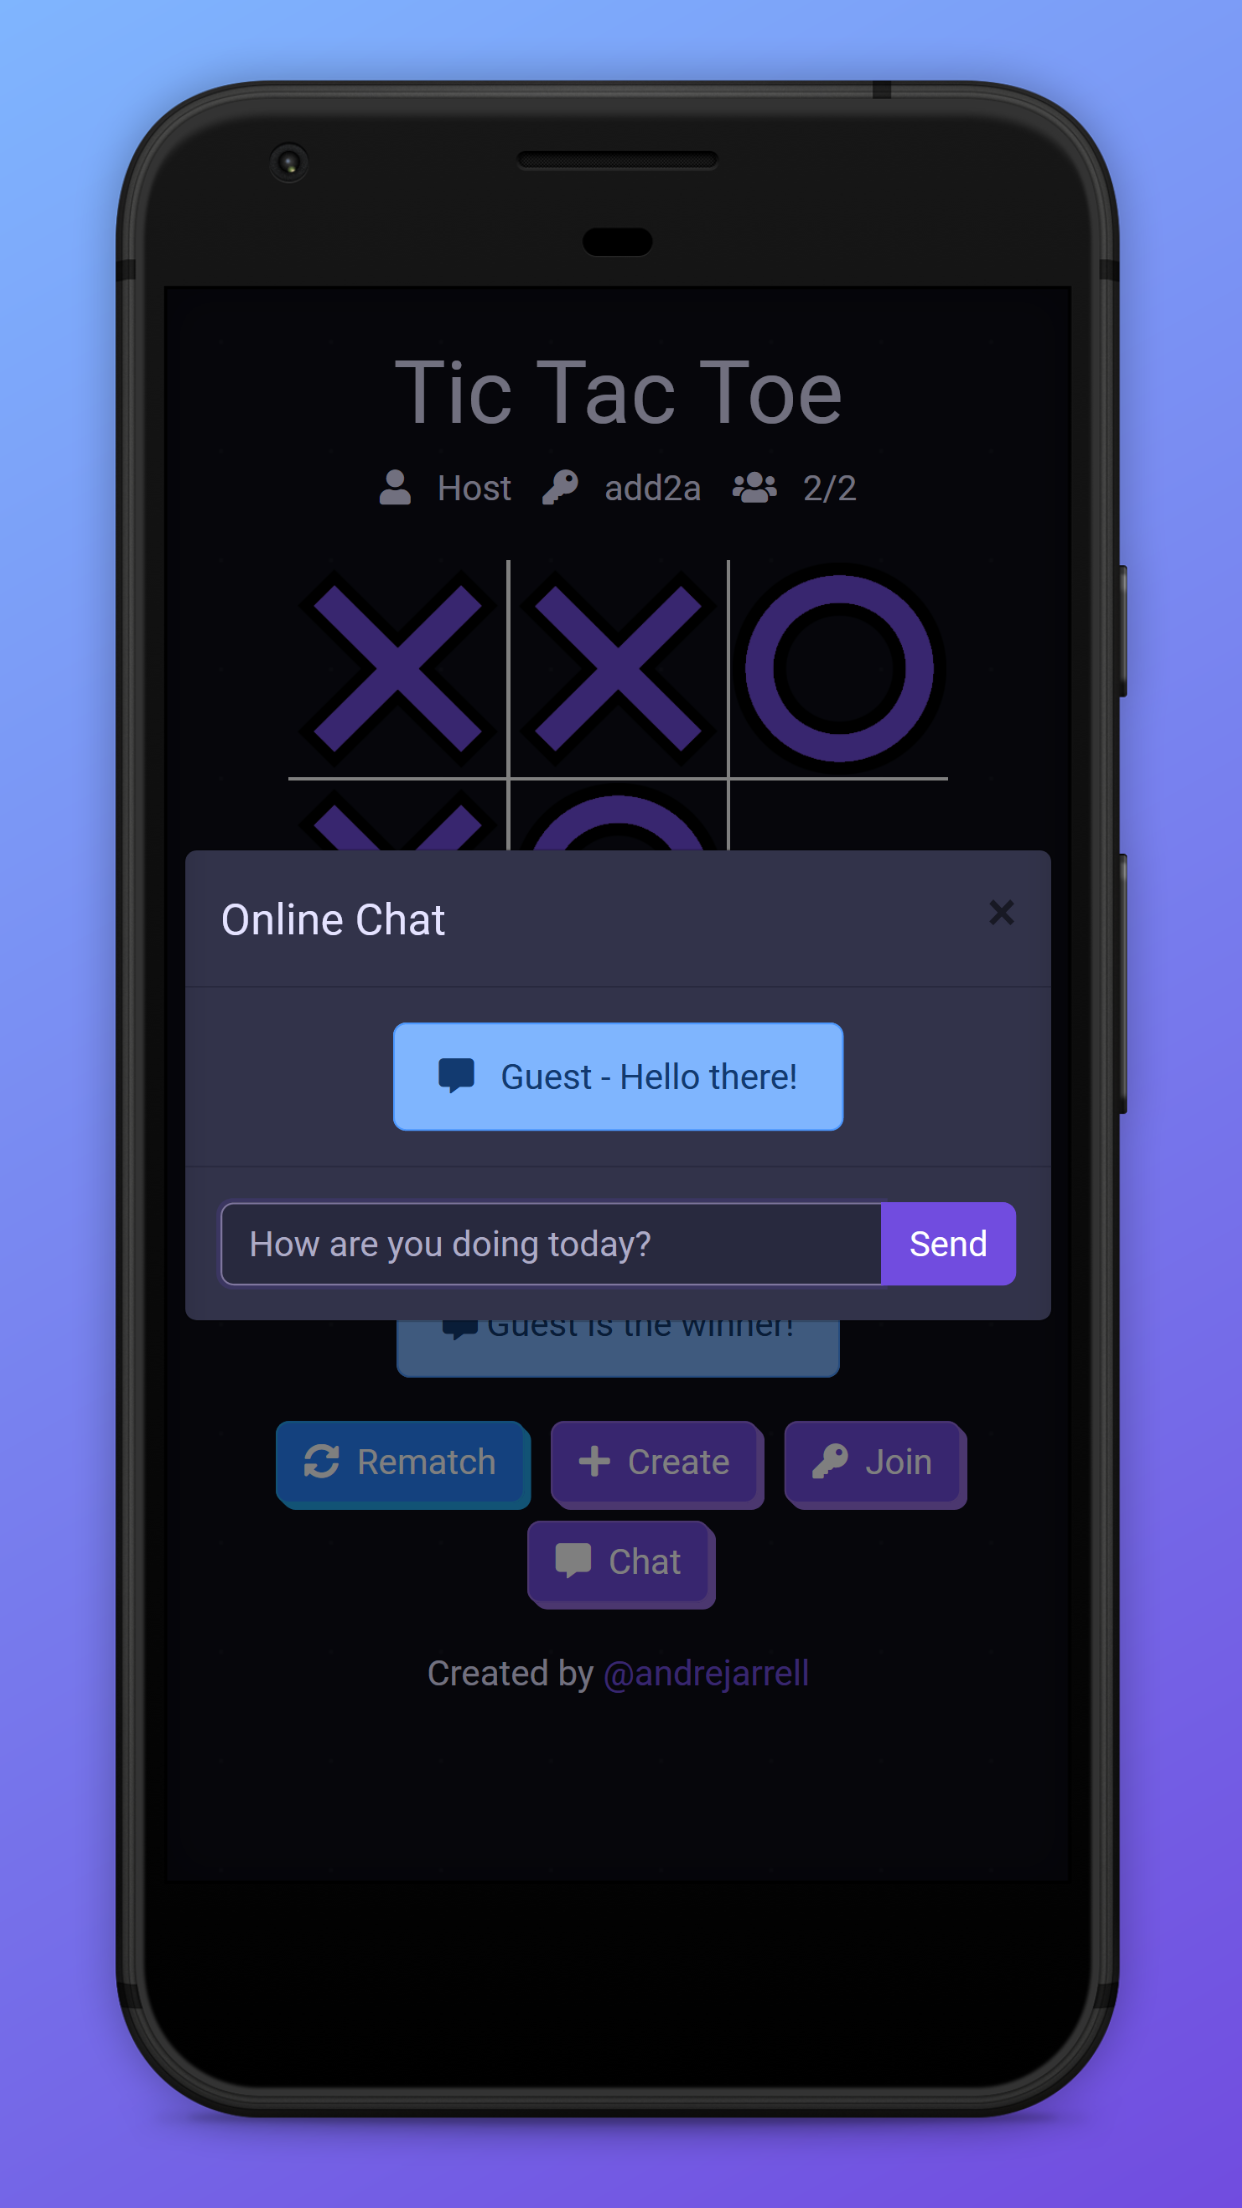 Tic Tac Toe
Host add2a 2/2
Online Chat
Guest - Hello there!
How are you doing today? Send
Guest is the winner!
Rematch Create Join
Chat
Created by @andrejarrell